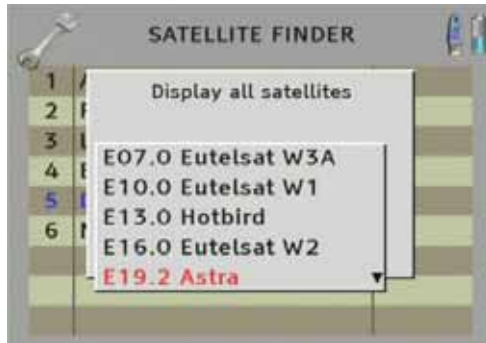 SATELLITE FINDER
Display all satellites
1
2
3
4
5
6
E07.0 Eutelsat W3A
E10.0 Eutelsat W1
E13.0 Hotbird
E16.0 Eutelsat W2
E19.2 Astra